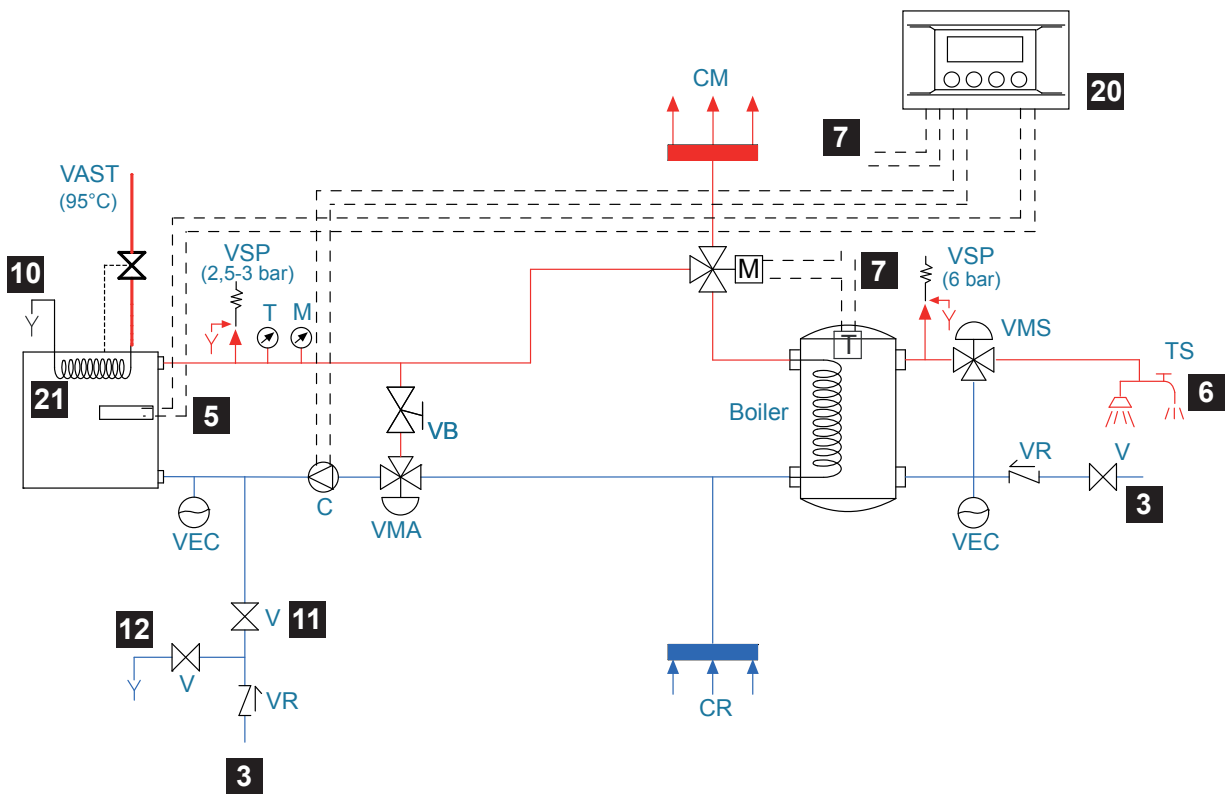 CM
20
7
VAST
(95°C)
10
VSP
(2,5-3 bar)
T
M
M
7
VSP
(6 bar)
VMS
T
TS
21
5
6
Boiler
VB
VR
V
C
VMA
3
VEC
VEC
V
11
12
V
VR
CR
3